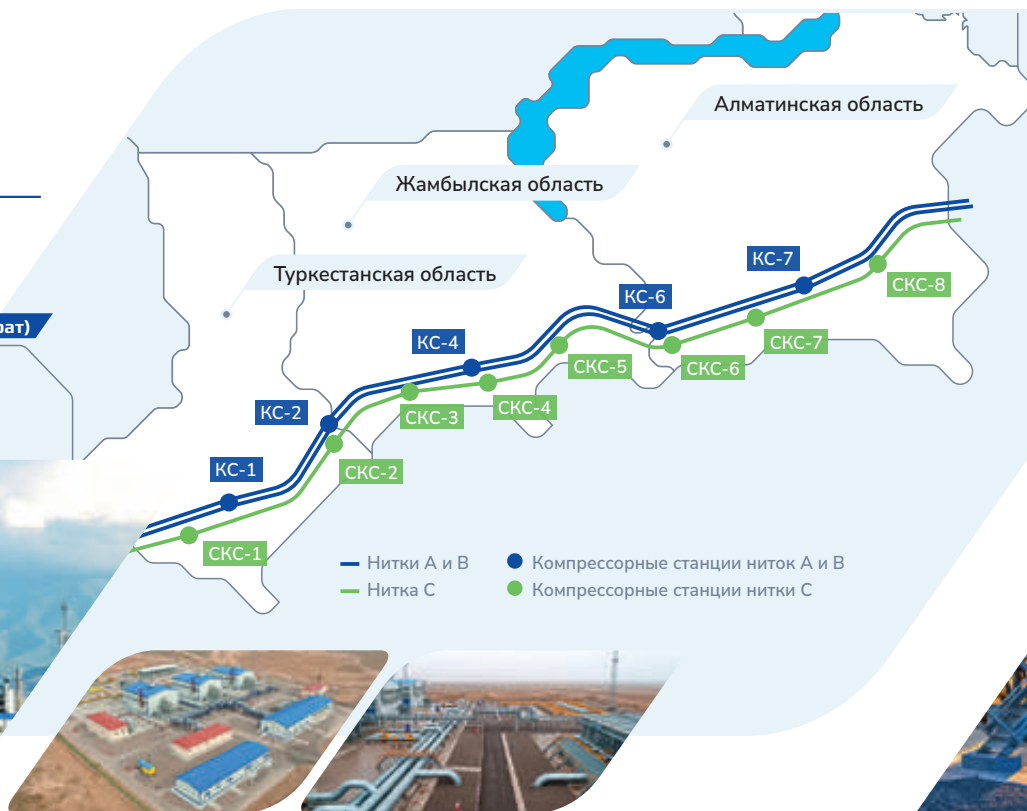 Алматинская область
Жамбылская область
Туркестанская область
КС-7
СКС-8
КС-6
СКС-7
КС-4
СКС-5
СКС-6
КС-2
СКС-3
СКС-4
КС-1
СКС-2
СКС-1
Нитки А и В
Компрессорные станции ниток А и В
Нитка С
Компрессорные станции нитки С